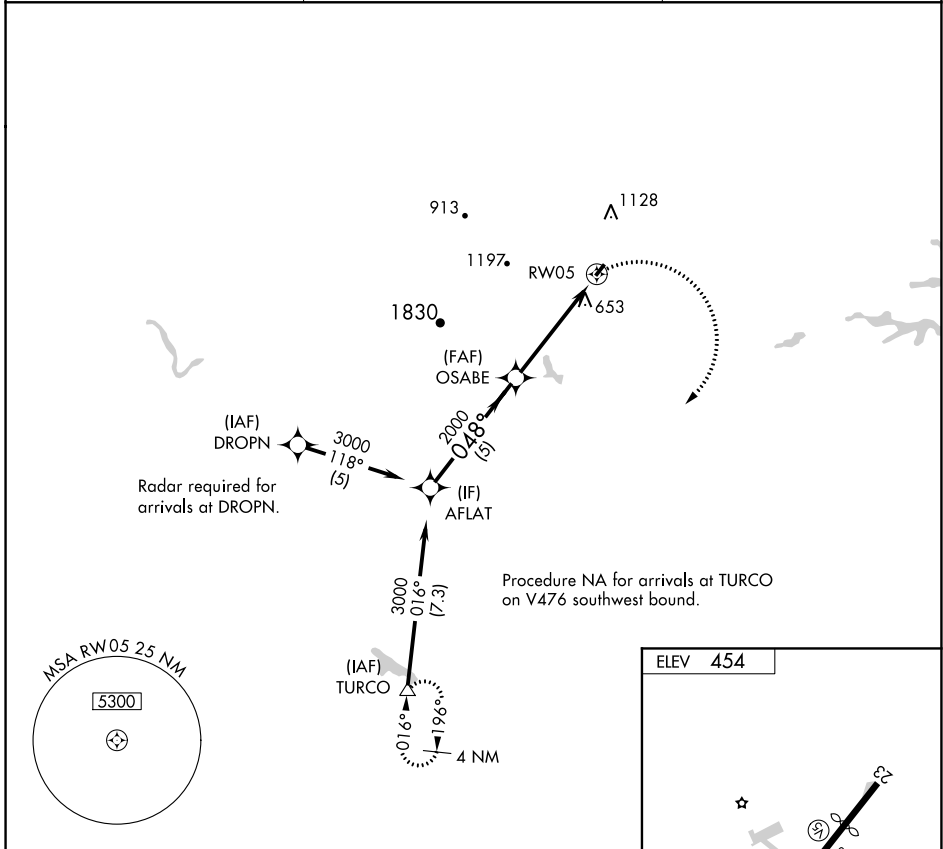 913
1128
1197
RW05
653
1830
(FAF)
OSABE
2000
048°
(5)
(IAF)
DROPN
3000
118°
(5)
Radar required for
arrivals at DROPN.
(IF)
AFLAT
3000
016°
(7.3)
Procedure NA for arrivals at TURCO
on V476 southwest bound.
(IAF)
TURCO
016°
196°
4 NM
MSA RW05 25 NM
5300
ELEV 454
23